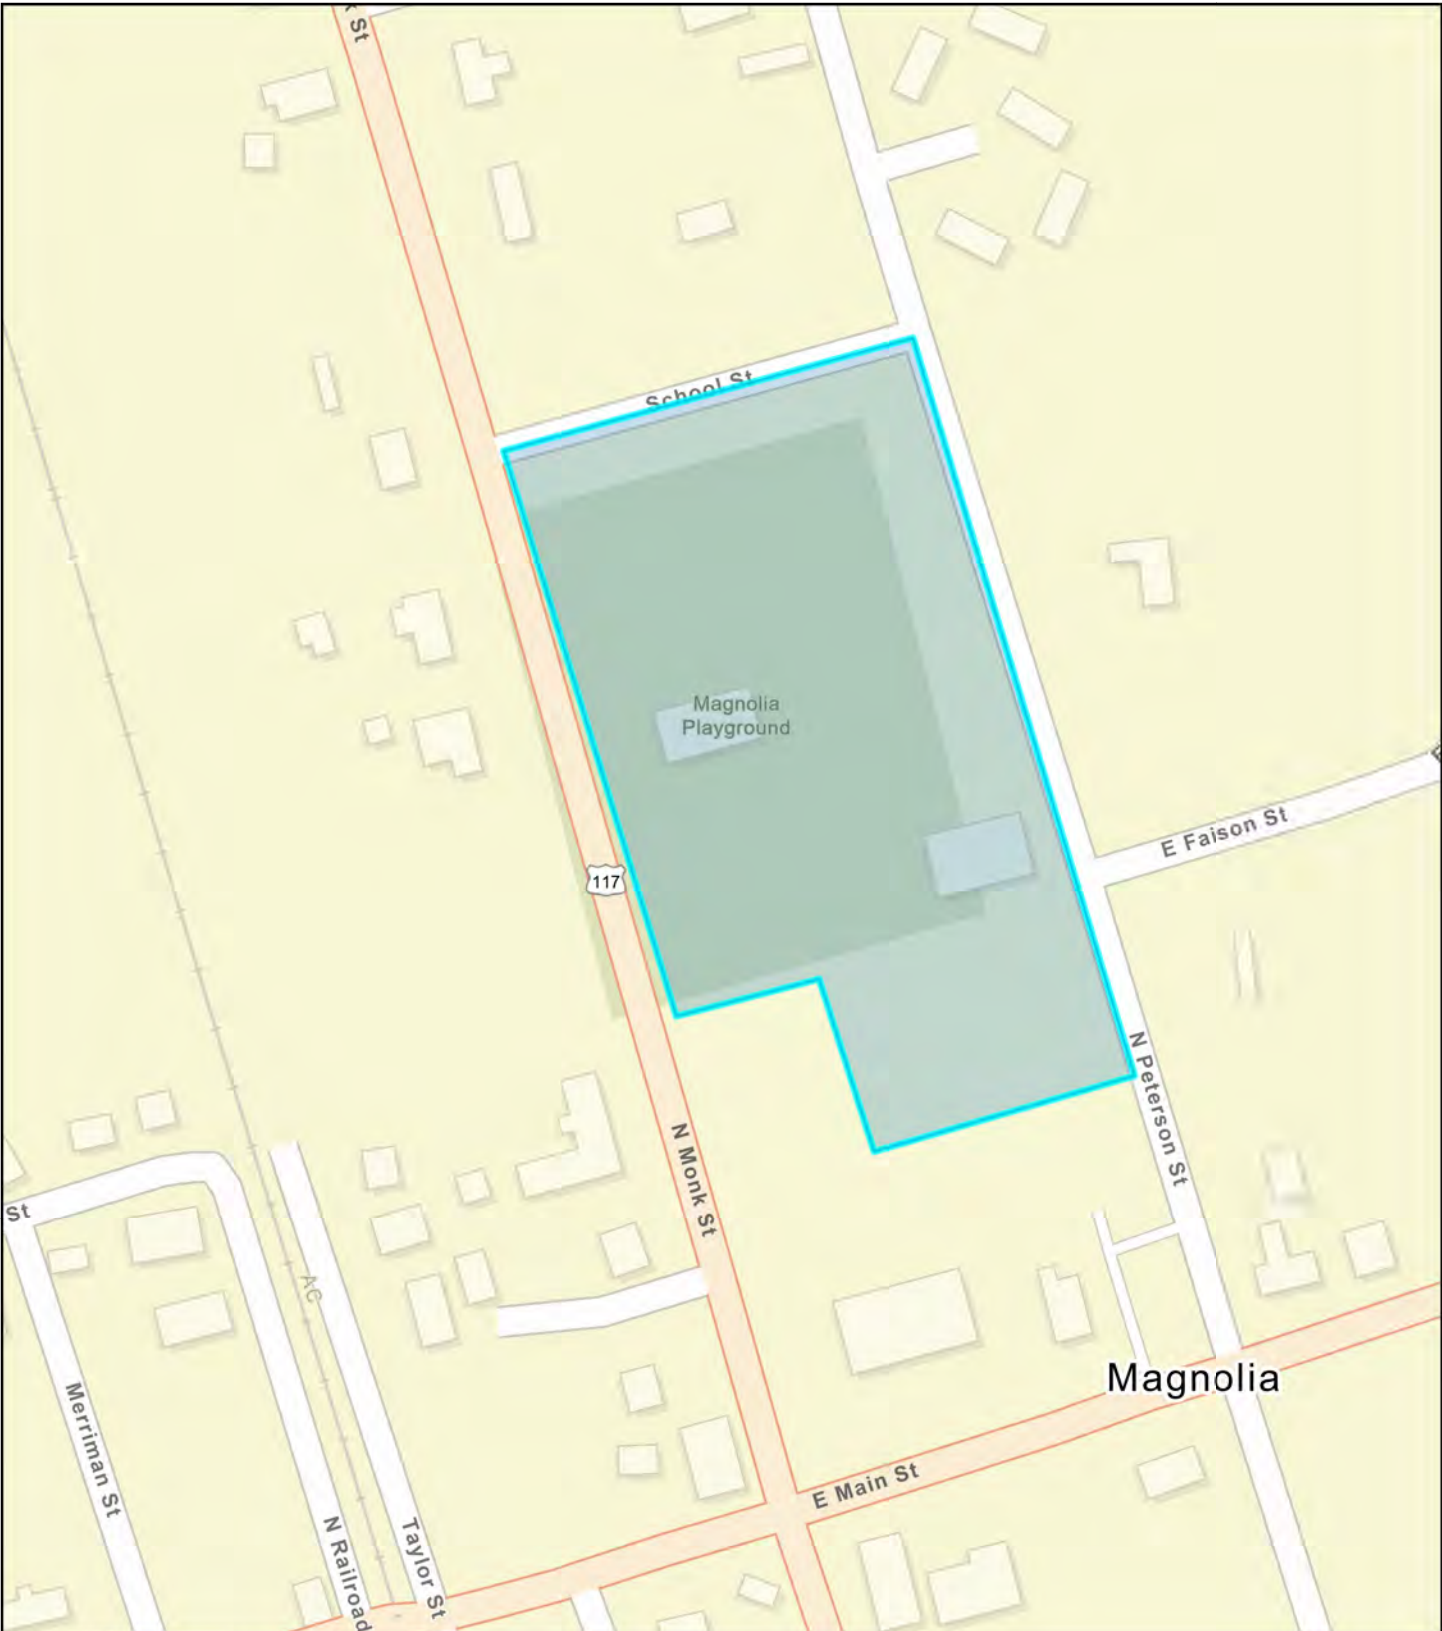 St
School St
Magnolia
Playground
E Faison St
117
N Peterson St
N Monk St
St
AC
Magnolia
Merriman St
E Main St
N Railroad
Taylor St